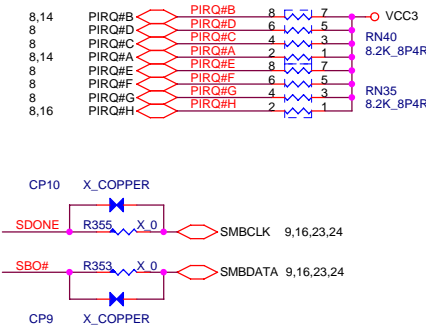 8,14 PIRQ#B PIRQ#B 8 7 VCC3
8 PIRQ#D PIRQ#D 6 5
8 PIRQ#C PIRQ#C 4 3 RN40
8,14 PIRQ#A PIRQ#A 2 1 8.2K_8P4R
8 PIRQ#E PIRQ#E 8 7
8 PIRQ#F PIRQ#F 6 5
8 PIRQ#G PIRQ#G 4 3 RN35
8,16 PIRQ#H PIRQ#H 2 1 8.2K_8P4R
CP10 X_COPPER
SDONE R355 X_0 SMBCLK 9,16,23,24
SBO# R353 X_0 SMBDATA 9,16,23,24
CP9 X_COPPER